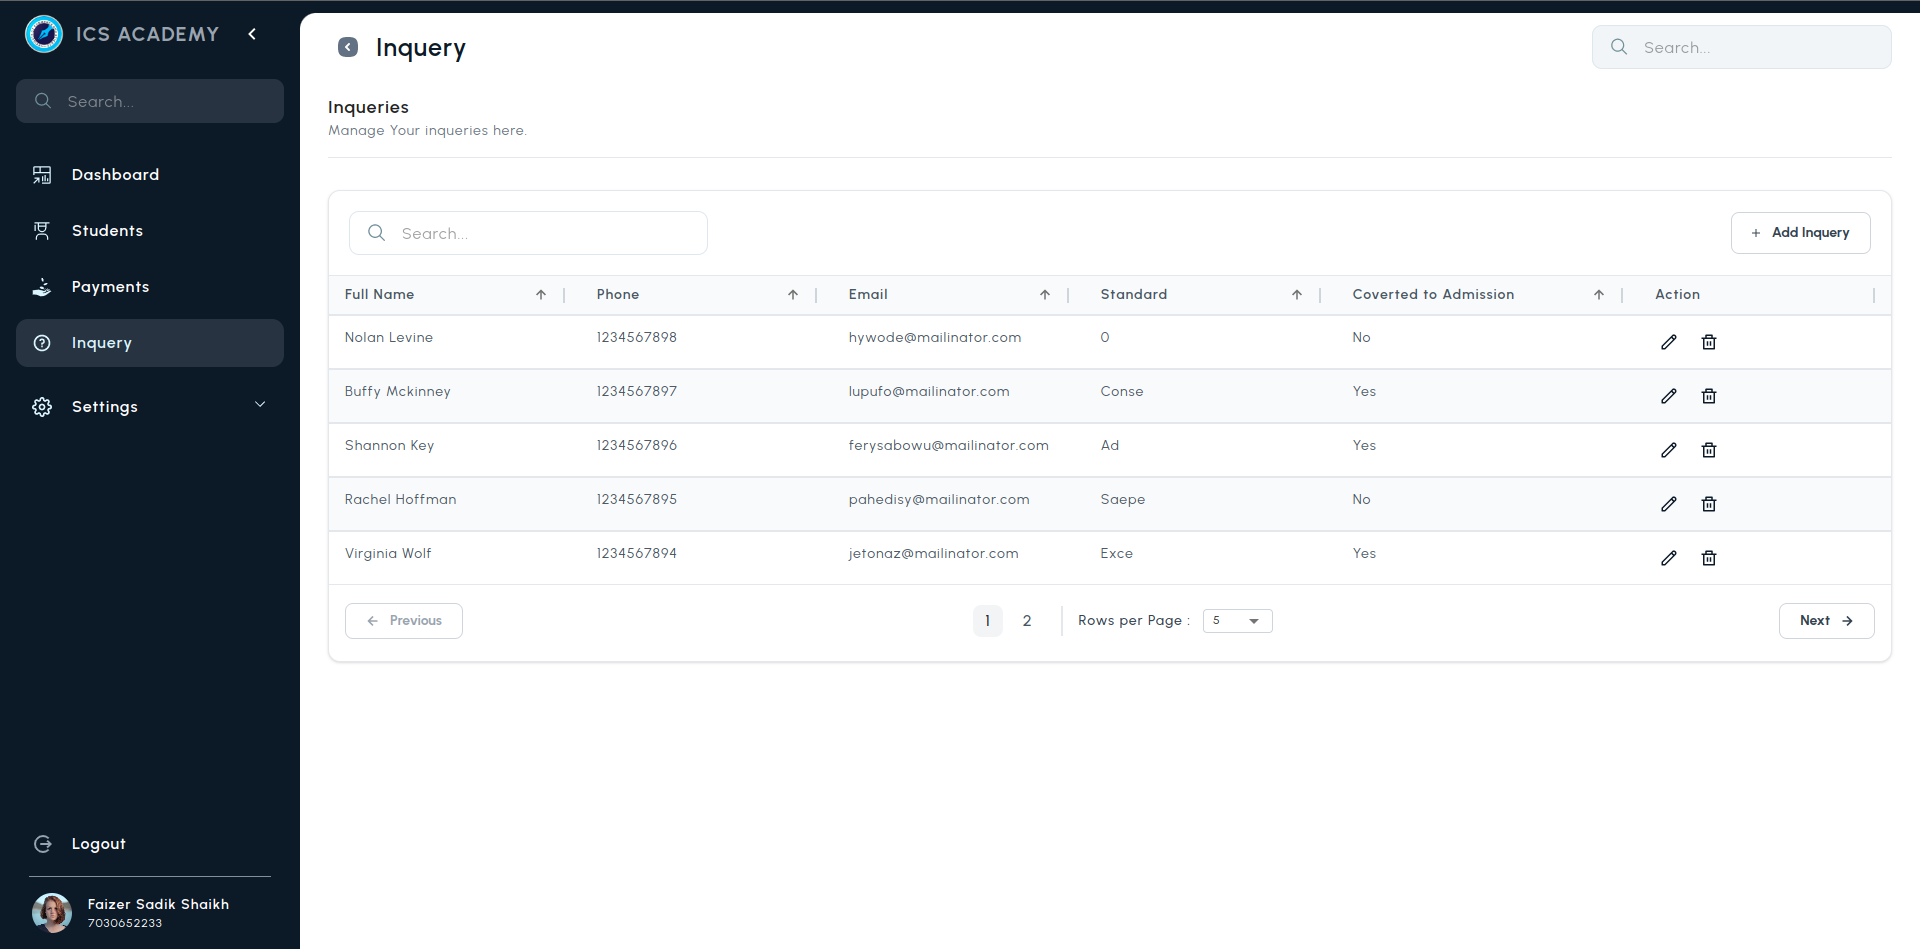 ICS ACADEMY
Search...
Dashboard
Students
Payments
Inquery
Settings
Logout
Faizer Sadik Shaikh
7030652233
Inquery
Search...
Inqueries
Manage Your inqueries here.
Search...
+ Add Inquery
Full Name Phone Email Standard Coverted to Admission Action
Nolan Levine 1234567898 hywode@mailinator.com 0 No
Buffy Mckinney 1234567897 lupufo@mailinator.com Conse Yes
Shannon Key 1234567896 ferysabowu@mailinator.com Ad Yes
Rachel Hoffman 1234567895 pahedisy@mailinator.com Saepe No
Virginia Wolf 1234567894 jetonaz@mailinator.com Exce Yes
Previous 1 2 Rows per Page : 5 Next